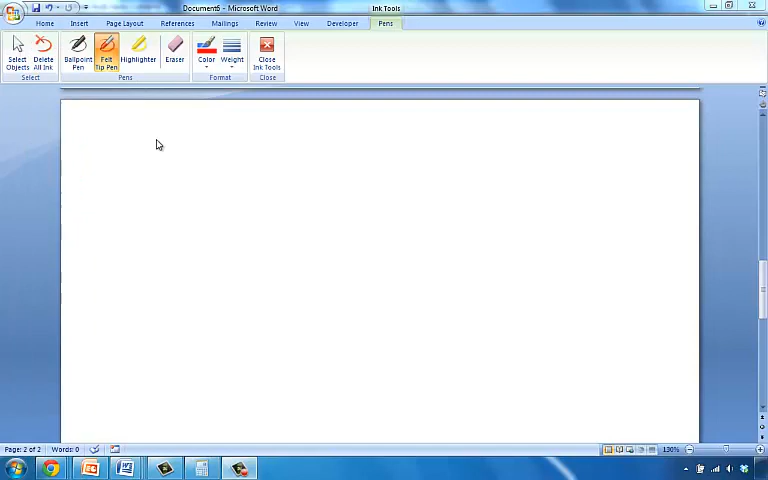 Document6 - Microsoft Word Ink Tools
Home Insert Page Layout References Mailings Review View Developer Pens
Select Objects Delete All Ink Ballpoint Pen Felt Tip Pen Highlighter Eraser Color Weight Close Ink Tools
Select Pens Format Close
Page: 2 of 2 Words: 0 130%